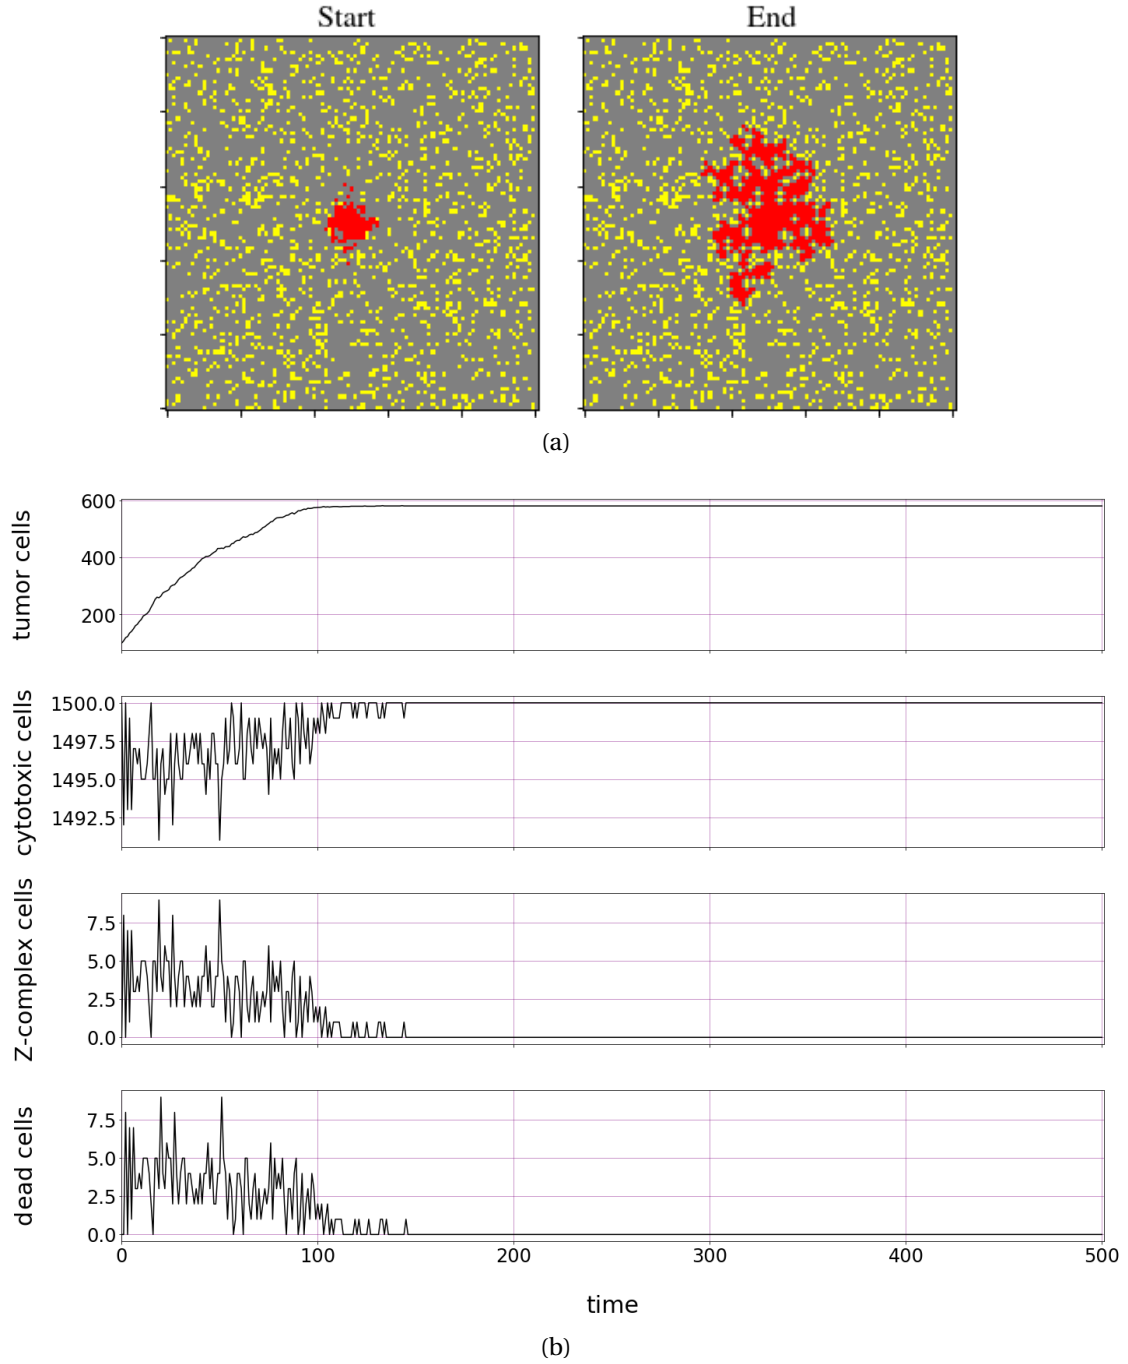 Start End
(a)
600
400
200
tumor cells
1500.0
1497.5
1495.0
1492.5
cytotoxic cells
7.5
5.0
2.5
0.0
Z-complex cells
7.5
5.0
2.5
0.0
dead cells
0 100 200 300 400 500
time
(b)